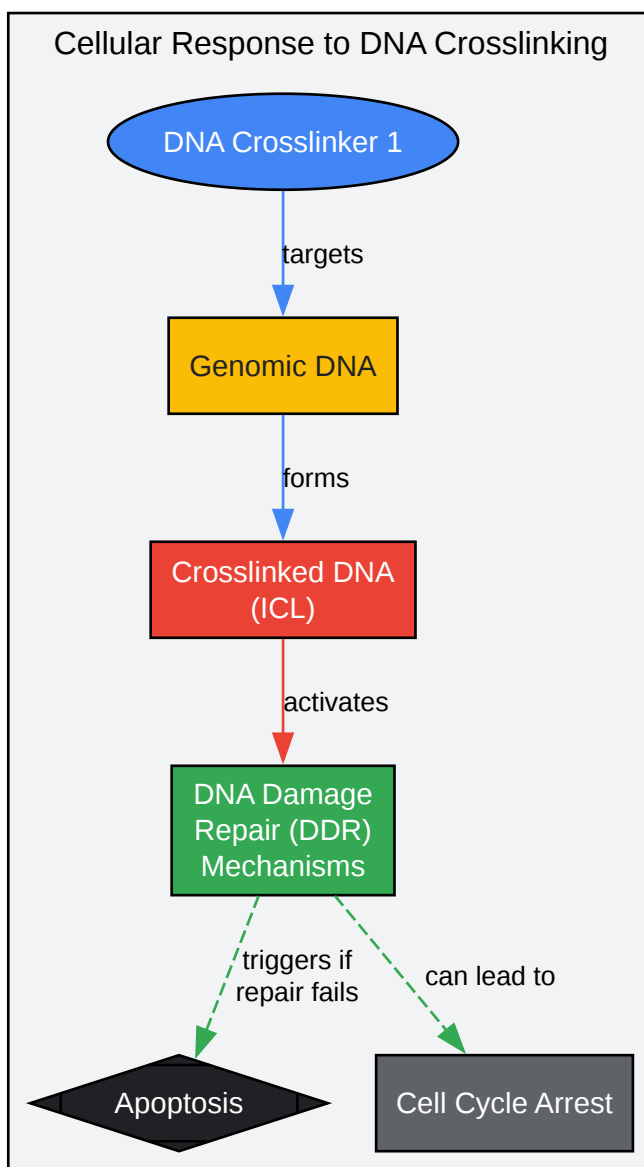 Cellular Response to DNA Crosslinking
DNA Crosslinker 1
targets
Genomic DNA
forms
Crosslinked DNA
(ICL)
activates
DNA Damage
Repair (DDR)
Mechanisms
triggers if
repair fails
can lead to
Apoptosis
Cell Cycle Arrest